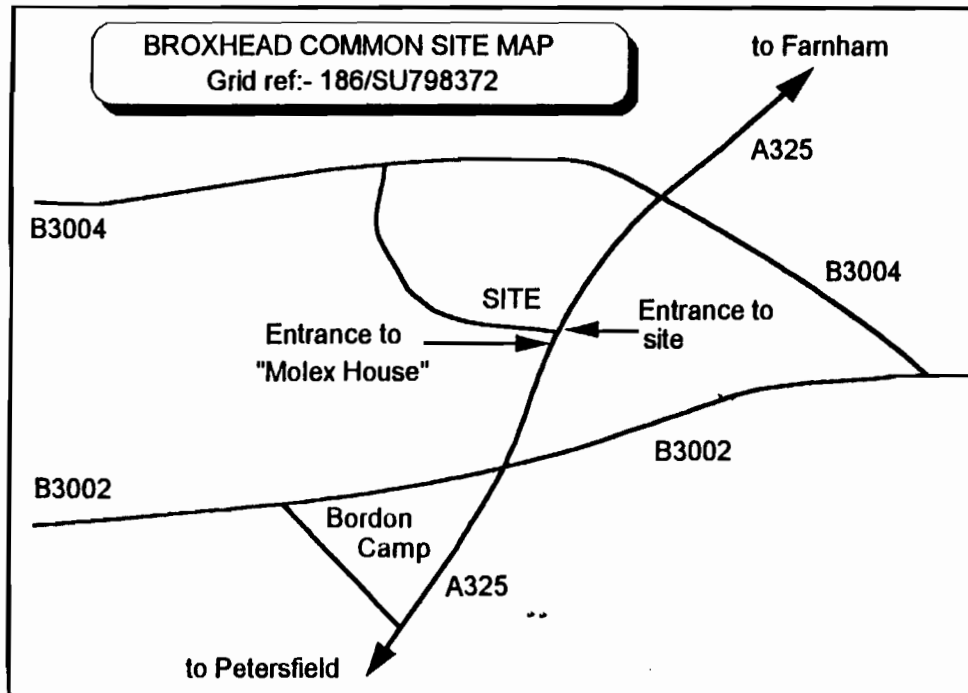 BROXHEAD COMMON SITE MAP
Grid ref:- 186/SU798372
to Farnham
A325
B3004
B3004
SITE
Entrance to
site
Entrance to
"Molex House"
B3002
B3002
Bordon
Camp
A325
to Petersfield